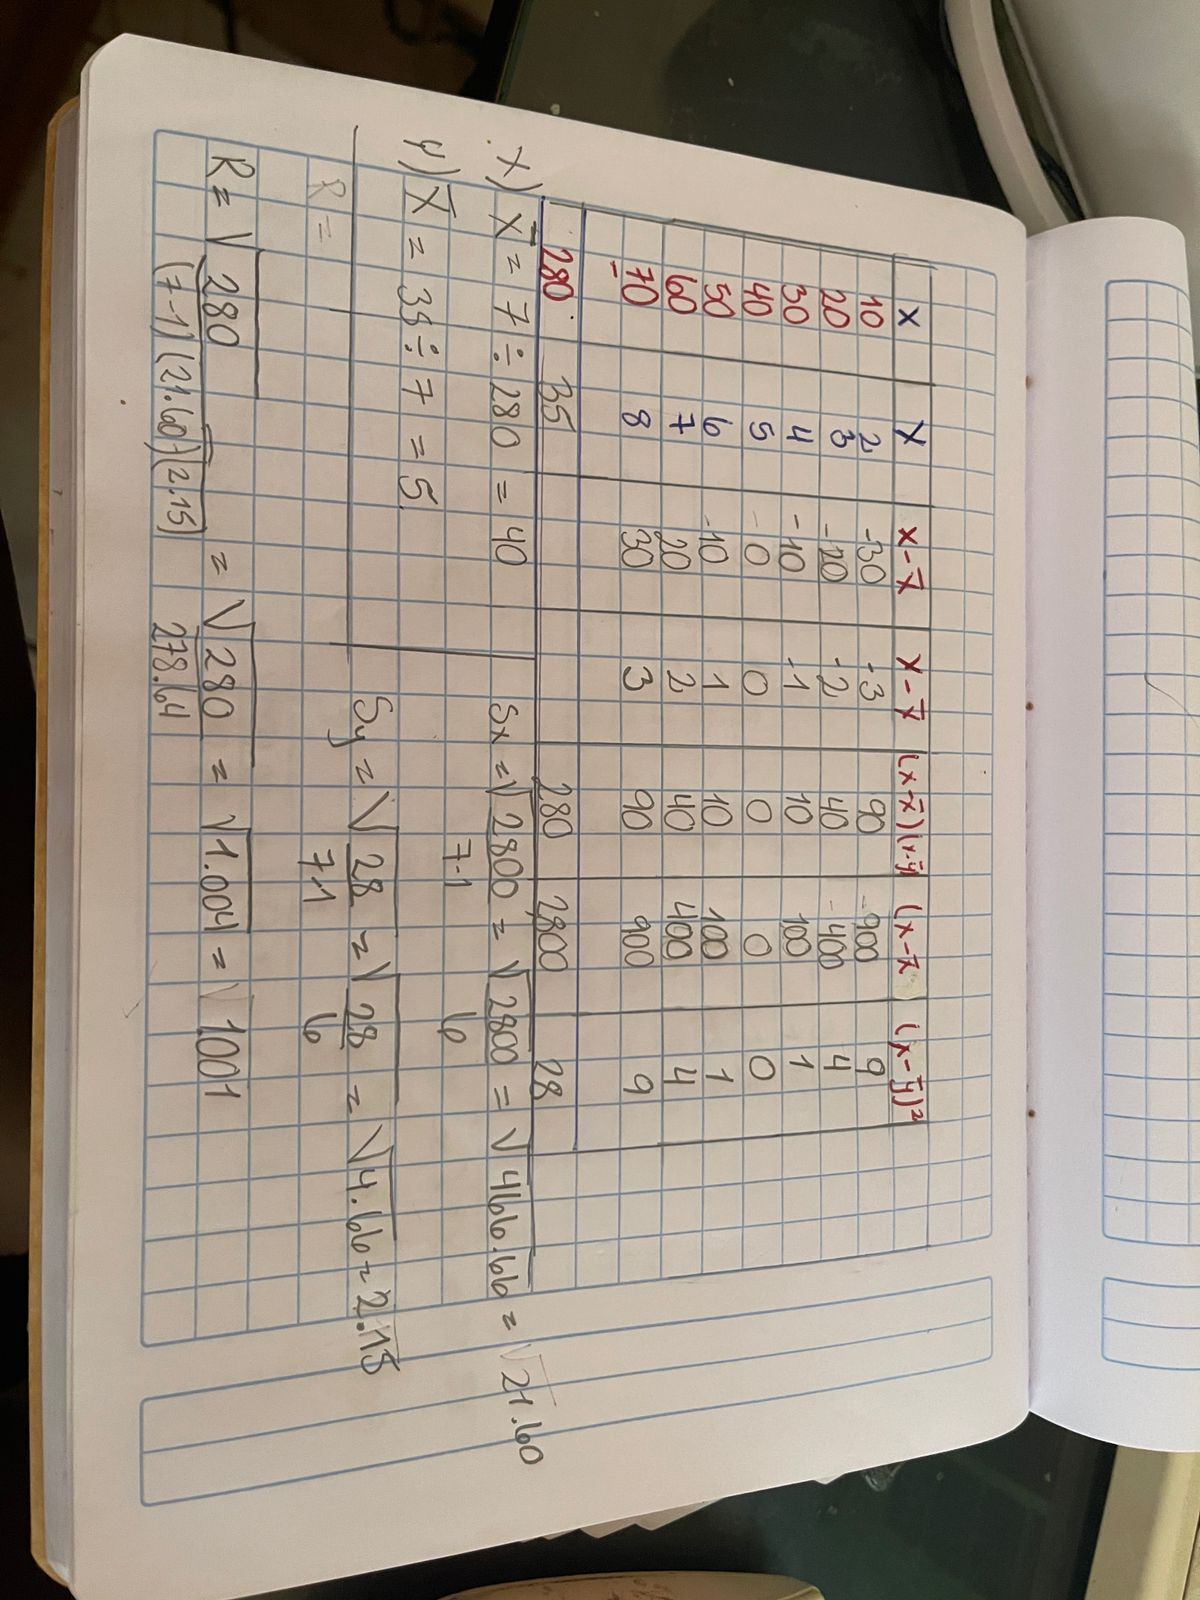 x y x-x̄ x-x̄ (x-x̄)(y-ȳ) (x-x̄ (x-ȳ)²
10 2 -30 -3 90 -900 9
20 3 -20 -2 40 -400 4
30 4 -10 -1 10 100 1
40 5 -0 0 0 0 0
50 6 -10 1 10 100 1
60 7 20 2 40 400 4
70 8 30 3 90 900 9
280 35 280 2,800 28
x) x̄ = 7 ÷ 280 = 40 Sx = √2800/7-1 = √2800/6 = √466.66 = √21.60
y) x̄ = 35 ÷ 7 = 5. Sy = √28/7-1 = √28/6 = √4.66 = 2.15
R =
R = √280/(7-1)(21.60)(2.15) = √280/278.64 = √1.004 = √1.001